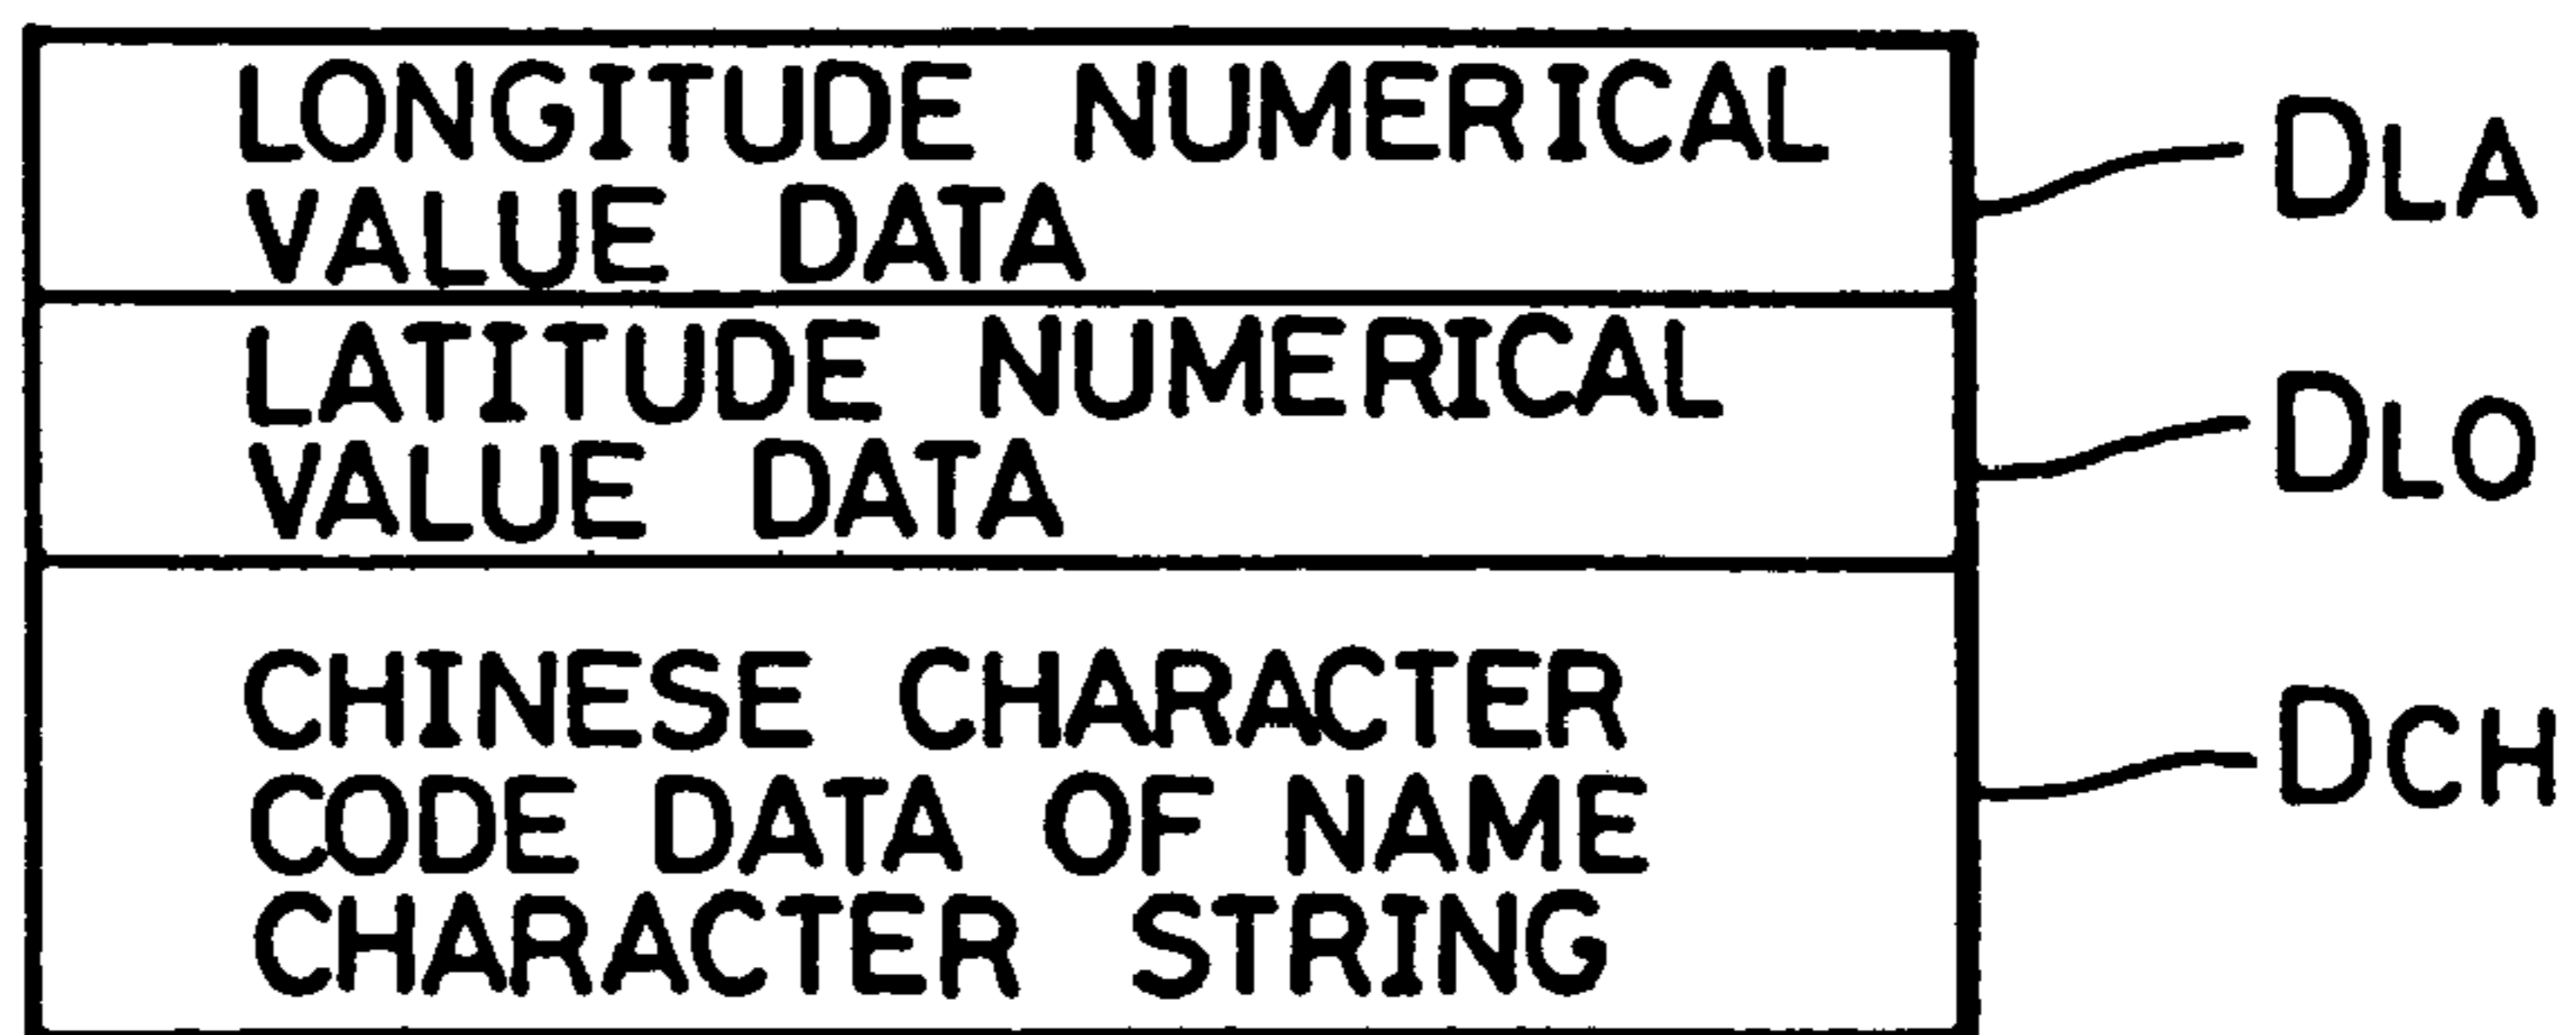 LONGITUDE NUMERICAL
VALUE DATA
DLA
LATITUDE NUMERICAL
VALUE DATA
DLO
CHINESE CHARACTER
CODE DATA OF NAME
CHARACTER STRING
DCH